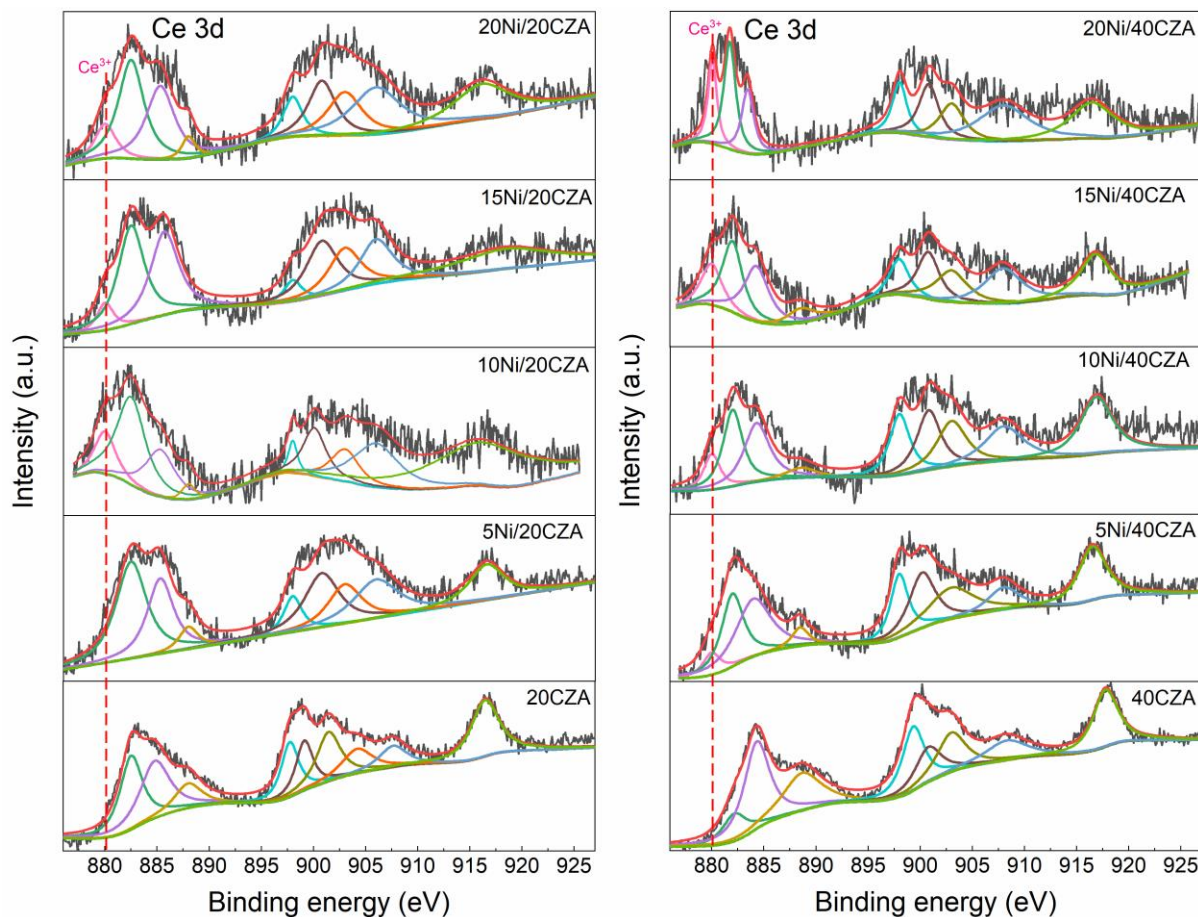 Ce 3d
20Ni/20CZA
Ce3+
15Ni/20CZA
10Ni/20CZA
5Ni/20CZA
20CZA
Intensity (a.u.)
880 885 890 895 900 905 910 915 920 925
Binding energy (eV)
Ce3+
Ce 3d
20Ni/40CZA
15Ni/40CZA
10Ni/40CZA
5Ni/40CZA
40CZA
Intensity (a.u.)
880 885 890 895 900 905 910 915 920 925
Binding energy (eV)